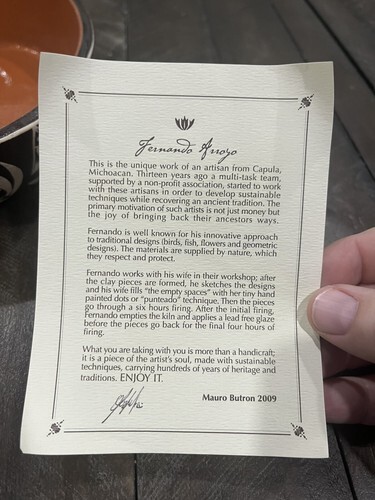 Fernando Arroyo
This is the unique work of an artisan from Capula,
Michoacan. Thirteen years ago a multi-task team,
supported by a non-profit association, started to work
with these artisans in order to develop sustainable
techniques while recovering an ancient tradition. The
primary motivation of such artists is not just money but
the joy of bringing back their ancestors ways.
Fernando is well known for his innovative approach
to traditional designs (birds, fish, flowers and geometric
designs). The materials are supplied by nature, which
they respect and protect.
Fernando works with his wife in their workshop; after
the clay pieces are formed, he sketches the designs
and his wife fills "the empty spaces" with her tiny hand
painted dots or "punteado" technique. Then the pieces
go through a six hours firing. After the initial firing,
Fernando empties the kiln and applies a lead free glaze
before the pieces go back for the final four hours of
firing.
What you are taking with you is more than a handicraft;
it is a piece of the artist's soul, made with sustainable
techniques, carrying hundreds of years of heritage and
traditions. ENJOY IT.
Mauro Butron 2009